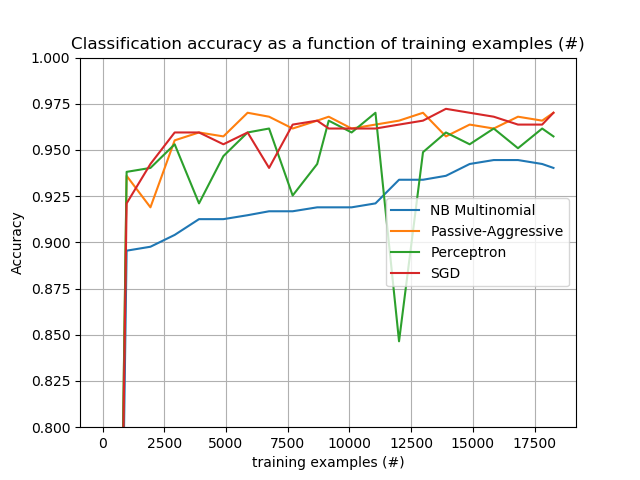 Classification accuracy as a function of training examples (#)
1.000
0.975
0.950
0.925
0.900
0.875
0.850
0.825
0.800
Accuracy
NB Multinomial
Passive-Aggressive
Perceptron
SGD
0 2500 5000 7500 10000 12500 15000 17500
training examples (#)